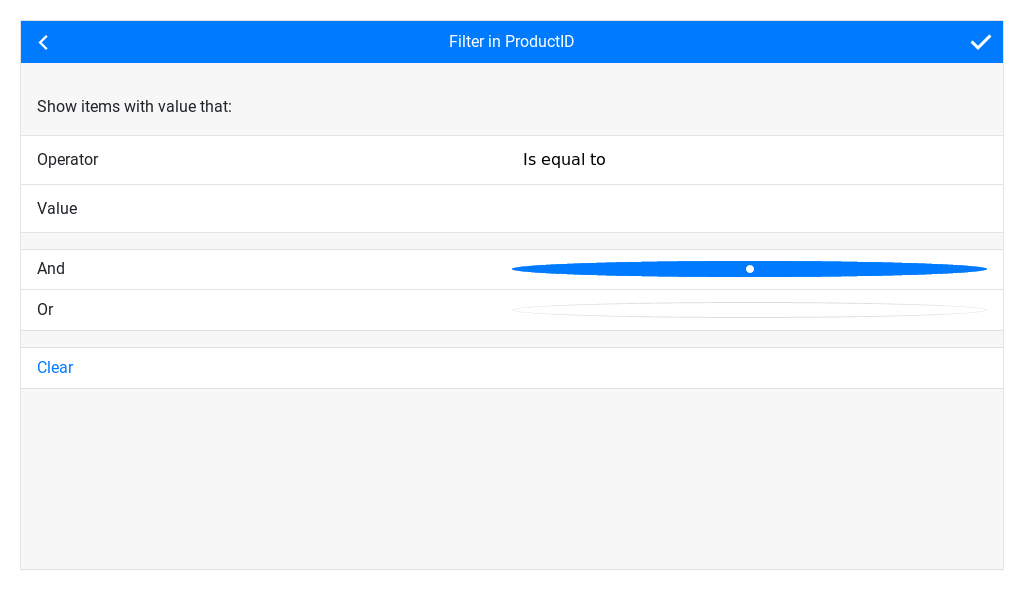 Filter in ProductID
Show items with value that:
Operator
Is equal to
Value
And
Or
Clear